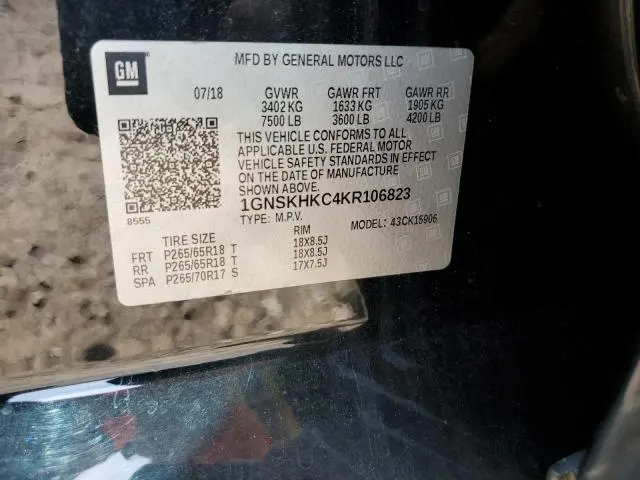 GM
MFD BY GENERAL MOTORS LLC
07/18 GVWR GAWR FRT GAWR RR
3402 KG 1633 KG 1905 KG
7500 LB 3600 LB 4200 LB
THIS VEHICLE CONFORMS TO ALL
APPLICABLE U.S. FEDERAL MOTOR
VEHICLE SAFETY STANDARDS IN EFFECT
ON THE DATE OF MANUFACTURE
SHOWN ABOVE.
8555 1GNSKHKC4KR106823
TYPE: M.P.V. MODEL: 43CK15906
TIRE SIZE RIM
FRT P265/65R18 T 18X8.5J
RR P265/65R18 T 18X8.5J
SPA P265/70R17 S 17X7.5J